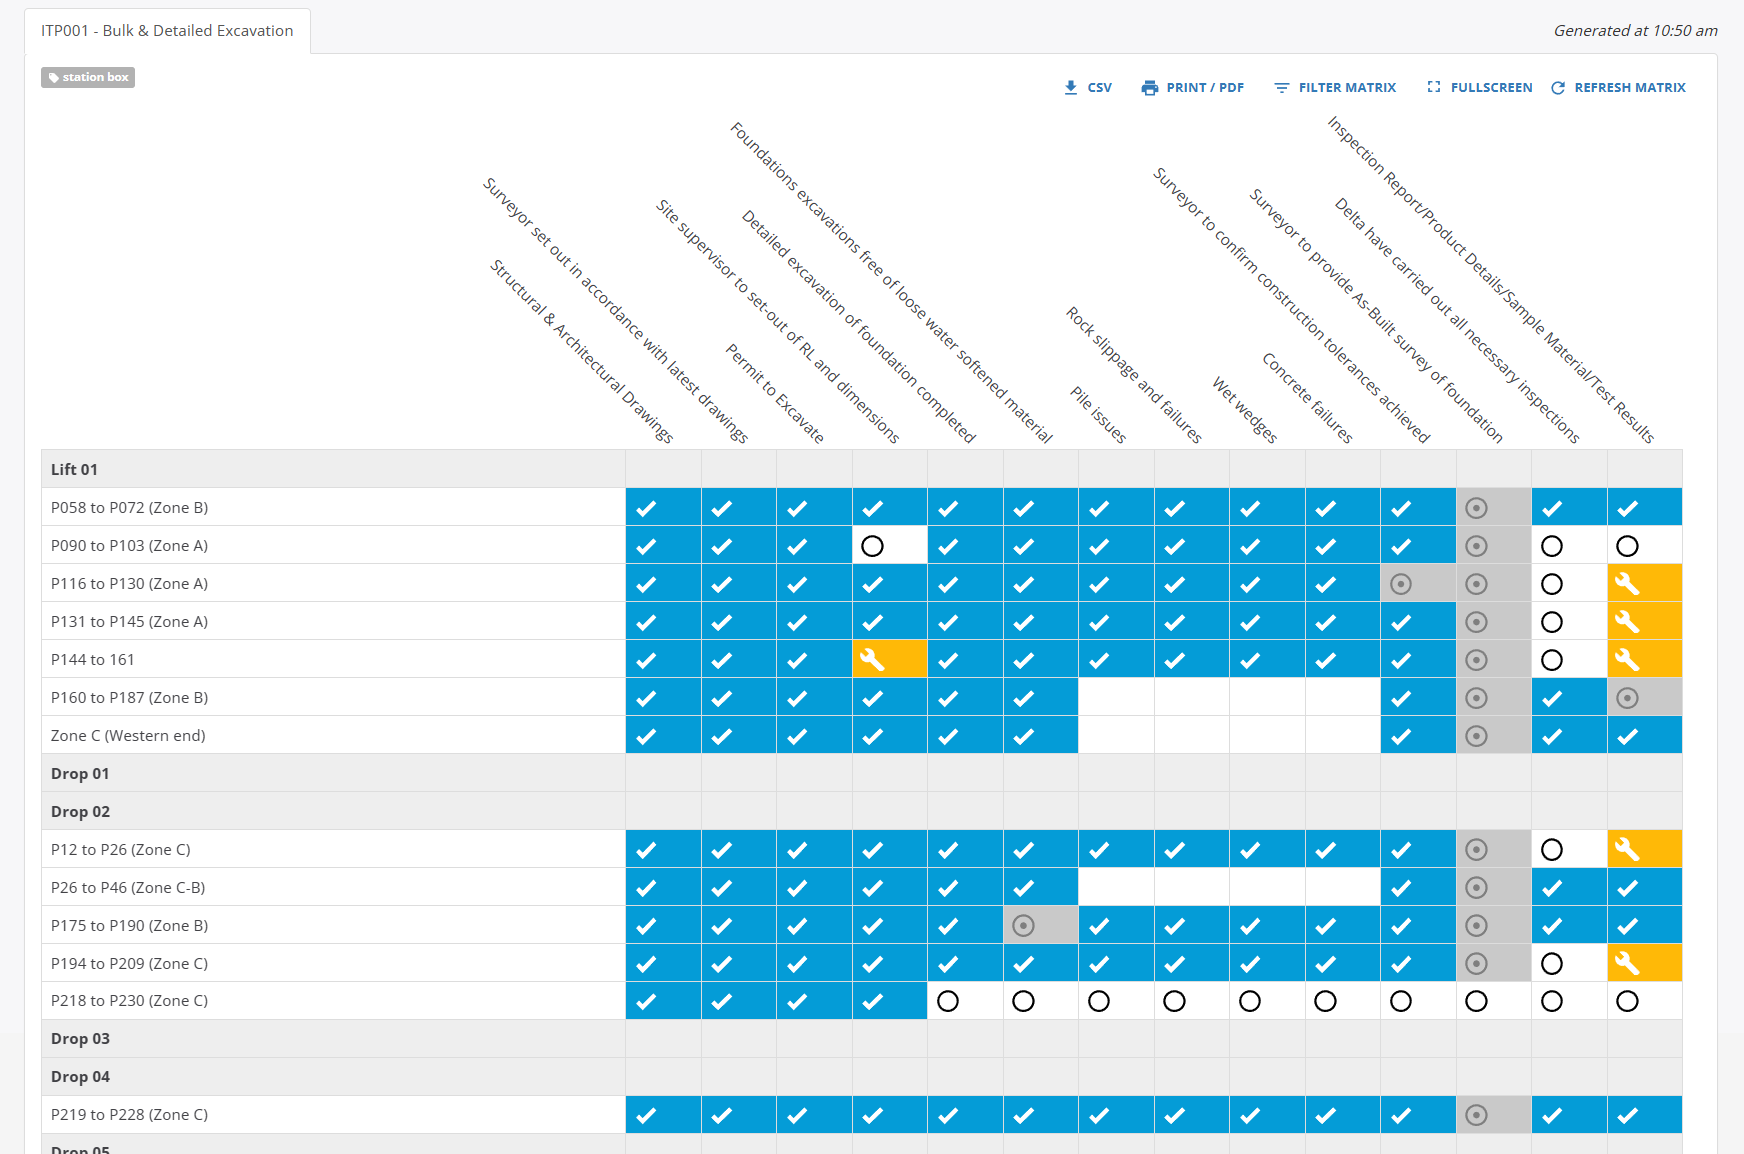 ITP001 - Bulk & Detailed Excavation
Generated at 10:50 am
station box
CSV
PRINT / PDF
FILTER MATRIX
FULLSCREEN
REFRESH MATRIX
Structural & Architectural Drawings
Surveyor set out in accordance with latest drawings
Permit to Excavate
Site supervisor to set-out of RL and dimensions
Detailed excavation of foundation completed
Foundations excavations free of loose water softened material
Pile issues
Rock slippage and failures
Wet wedges
Concrete failures
Surveyor to confirm construction tolerances achieved
Surveyor to provide As-Built survey of foundation
Delta have carried out all necessary inspections
Inspection Report/Product Details/Sample Material/Test Results
Lift 01
P058 to P072 (Zone B)
P090 to P103 (Zone A)
P116 to P130 (Zone A)
P131 to P145 (Zone A)
P144 to 161
P160 to P187 (Zone B)
Zone C (Western end)
Drop 01
Drop 02
P12 to P26 (Zone C)
P26 to P46 (Zone C-B)
P175 to P190 (Zone B)
P194 to P209 (Zone C)
P218 to P230 (Zone C)
Drop 03
Drop 04
P219 to P228 (Zone C)
Drop 05